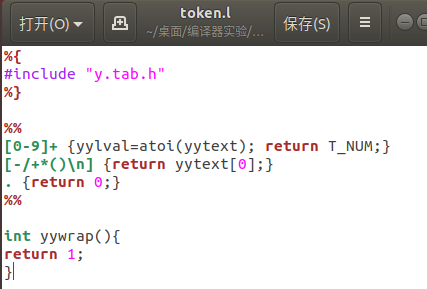 打开(O)
token.l
~/桌面/编译器实验/...
保存(S)
%{
#include "y.tab.h"
%}
%%
[0-9]+ {yylval=atoi(yytext); return T_NUM;}
[-/+*()\n] {return yytext[0];}
. {return 0;}
%%
int yywrap(){
return 1;
}